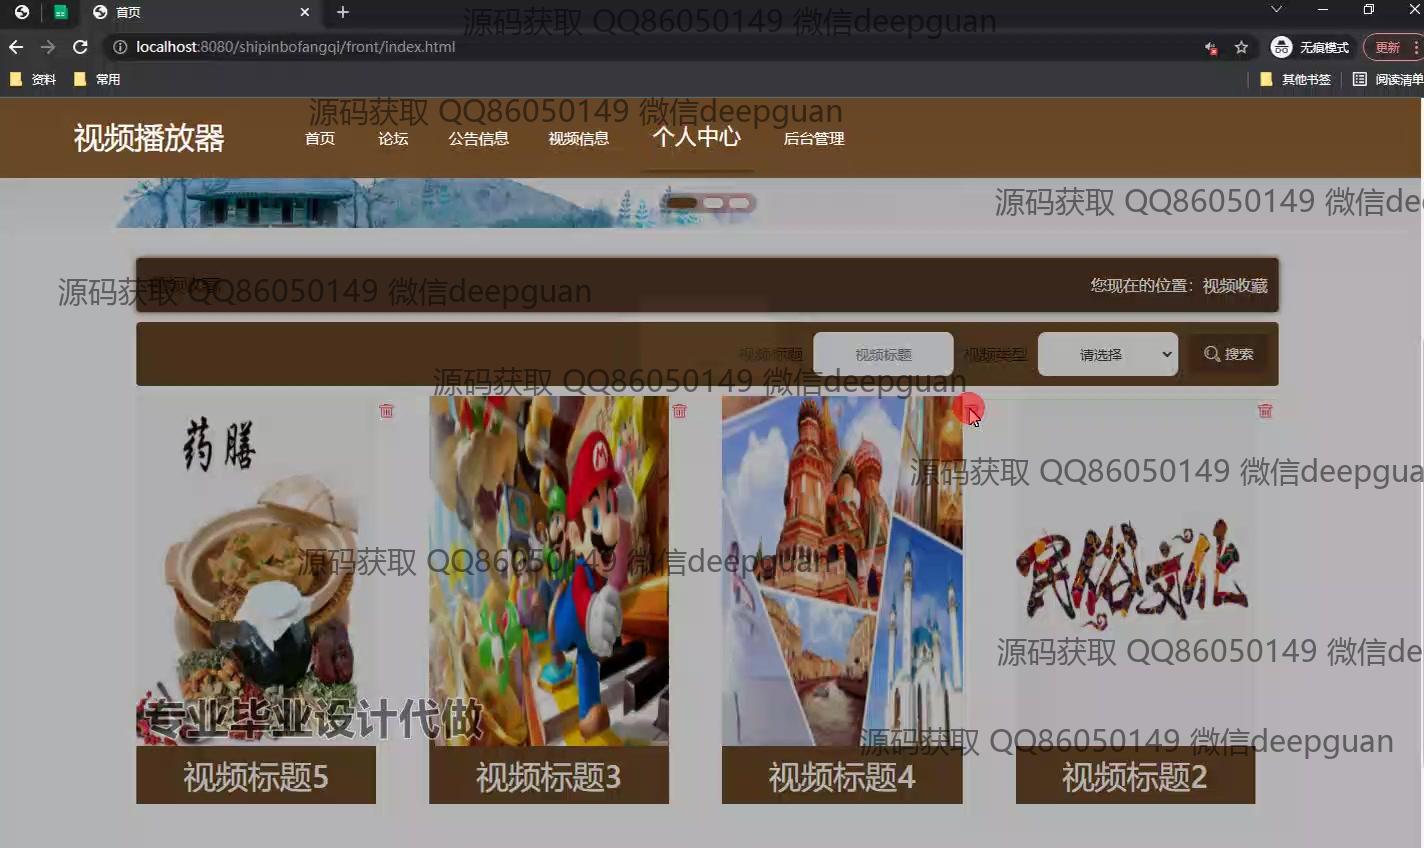 首页
localhost:8080/shipinbofangqi/front/index.html
无痕模式
更新
资料
常用
其他书签
阅读清单
源码获取 QQ86050149 微信deepguan
源码获取 QQ86050149 微信deepguan
视频播放器
首页
论坛
公告信息
视频信息
个人中心
后台管理
源码获取 QQ86050149 微信de
源码获取 QQ86050149 微信deepguan
视频收藏
您现在的位置：
视频收藏
视频标题
视频标题
视频类型
请选择
搜索
源码获取 QQ86050149 微信deepguan
药膳
M
源码获取 QQ86050149 微信deepgua
民俗文化
源码获取 QQ86050149 微信deepguan
源码获取 QQ86050149 微信de
专业毕业设计代做
源码获取 QQ86050149 微信deepguan
视频标题5
视频标题3
视频标题4
视频标题2